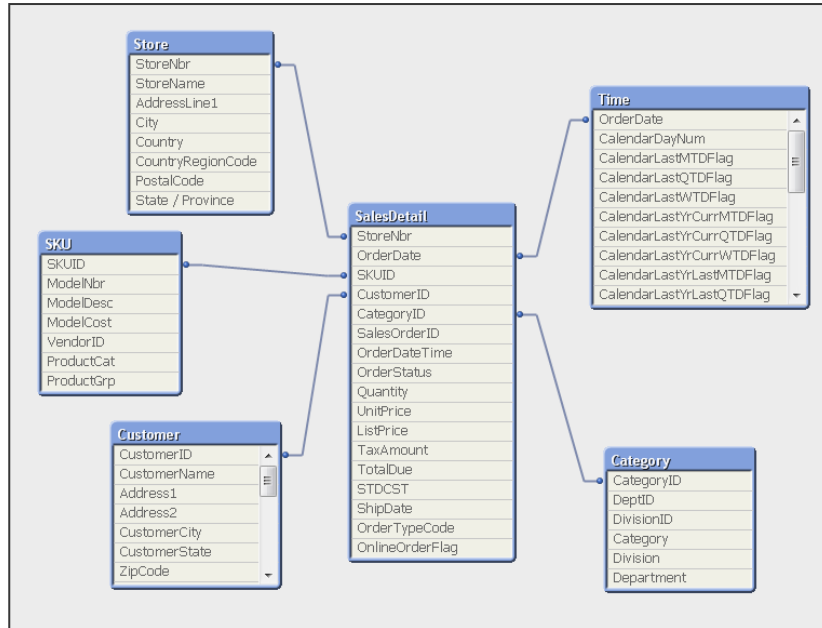 Store
StoreNbr
StoreName
AddressLine1
City
Country
CountryRegionCode
PostalCode
State / Province
SKU
SKUID
ModelNbr
ModelDesc
ModelCost
VendorID
ProductCat
ProductGrp
Customer
CustomerID
CustomerName
Address1
Address2
CustomerCity
CustomerState
ZipCode
SalesDetail
StoreNbr
OrderDate
SKUID
CustomerID
CategoryID
SalesOrderID
OrderDateTime
OrderStatus
Quantity
UnitPrice
ListPrice
TaxAmount
TotalDue
STDCST
ShipDate
OrderTypeCode
OnlineOrderFlag
Time
OrderDate
CalendarDayNum
CalendarLastMTDFlag
CalendarLastQTDFlag
CalendarLastWTDFlag
CalendarLastYrCurrMTDFlag
CalendarLastYrCurrQTDFlag
CalendarLastYrCurrWTDFlag
CalendarLastYrLastMTDFlag
CalendarLastYrLastQTDFlag
Category
CategoryID
DeptID
DivisionID
Category
Division
Department